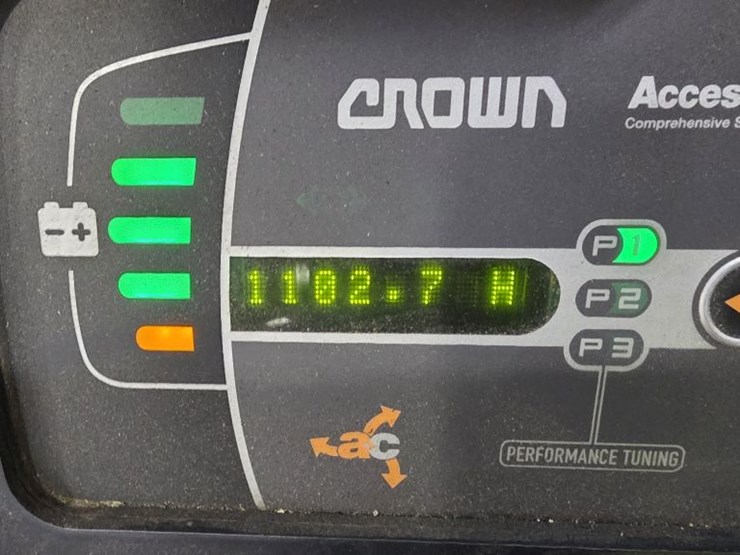 CROWN
Acces
Comprehensive S
- +
P1
1102.7 H
P2
P3
ac
PERFORMANCE TUNING